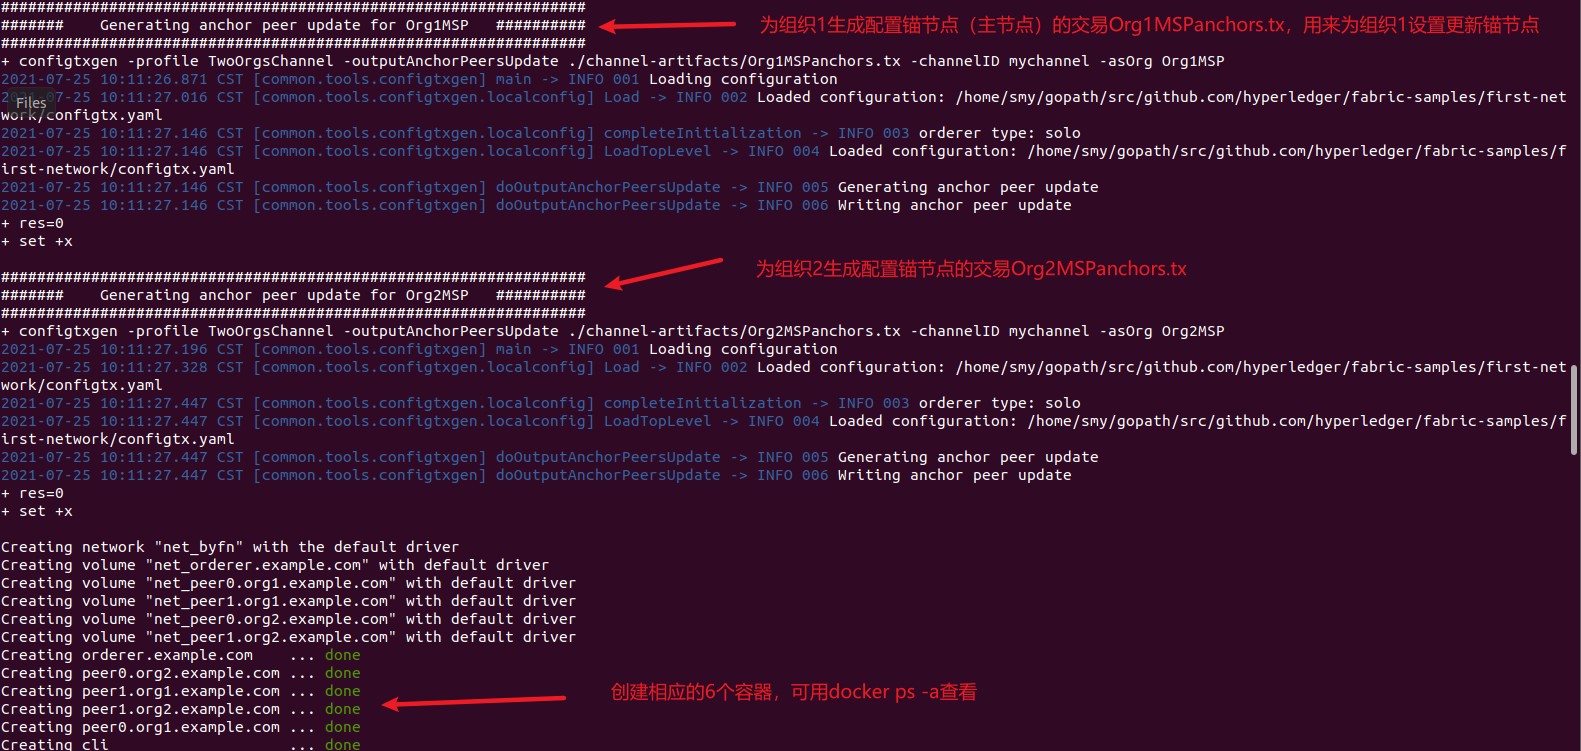 #################################################################
#######    Generating anchor peer update for Org1MSP   ##########
为组织1生成配置锚节点（主节点）的交易Org1MSPanchors.tx，用来为组织1设置更新锚节点
#################################################################
+ configtxgen -profile TwoOrgsChannel -outputAnchorPeersUpdate ./channel-artifacts/Org1MSPanchors.tx -channelID mychannel -asOrg Org1MSP
2021-07-25 10:11:26.871 CST [common.tools.configtxgen] main -> INFO 001 Loading configuration
2021-07-25 10:11:27.016 CST [common.tools.configtxgen.localconfig] Load -> INFO 002 Loaded configuration: /home/smy/gopath/src/github.com/hyperledger/fabric-samples/first-net
Files
work/configtx.yaml
2021-07-25 10:11:27.146 CST [common.tools.configtxgen.localconfig] completeInitialization -> INFO 003 orderer type: solo
2021-07-25 10:11:27.146 CST [common.tools.configtxgen.localconfig] LoadTopLevel -> INFO 004 Loaded configuration: /home/smy/gopath/src/github.com/hyperledger/fabric-samples/f
irst-network/configtx.yaml
2021-07-25 10:11:27.146 CST [common.tools.configtxgen] doOutputAnchorPeersUpdate -> INFO 005 Generating anchor peer update
2021-07-25 10:11:27.146 CST [common.tools.configtxgen] doOutputAnchorPeersUpdate -> INFO 006 Writing anchor peer update
+ res=0
+ set +x
为组织2生成配置锚节点的交易Org2MSPanchors.tx
#################################################################
#######    Generating anchor peer update for Org2MSP   ##########
#################################################################
+ configtxgen -profile TwoOrgsChannel -outputAnchorPeersUpdate ./channel-artifacts/Org2MSPanchors.tx -channelID mychannel -asOrg Org2MSP
2021-07-25 10:11:27.196 CST [common.tools.configtxgen] main -> INFO 001 Loading configuration
2021-07-25 10:11:27.328 CST [common.tools.configtxgen.localconfig] Load -> INFO 002 Loaded configuration: /home/smy/gopath/src/github.com/hyperledger/fabric-samples/first-net
work/configtx.yaml
2021-07-25 10:11:27.447 CST [common.tools.configtxgen.localconfig] completeInitialization -> INFO 003 orderer type: solo
2021-07-25 10:11:27.447 CST [common.tools.configtxgen.localconfig] LoadTopLevel -> INFO 004 Loaded configuration: /home/smy/gopath/src/github.com/hyperledger/fabric-samples/f
irst-network/configtx.yaml
2021-07-25 10:11:27.447 CST [common.tools.configtxgen] doOutputAnchorPeersUpdate -> INFO 005 Generating anchor peer update
2021-07-25 10:11:27.447 CST [common.tools.configtxgen] doOutputAnchorPeersUpdate -> INFO 006 Writing anchor peer update
+ res=0
+ set +x
Creating network "net_byfn" with the default driver
Creating volume "net_orderer.example.com" with default driver
Creating volume "net_peer0.org1.example.com" with default driver
Creating volume "net_peer1.org1.example.com" with default driver
Creating volume "net_peer0.org2.example.com" with default driver
Creating volume "net_peer1.org2.example.com" with default driver
Creating orderer.example.com    ... done
Creating peer0.org2.example.com ... done
Creating peer1.org1.example.com ... done
创建相应的6个容器，可用docker ps -a查看
Creating peer1.org2.example.com ... done
Creating peer0.org1.example.com ... done
Creating cli                    ... done